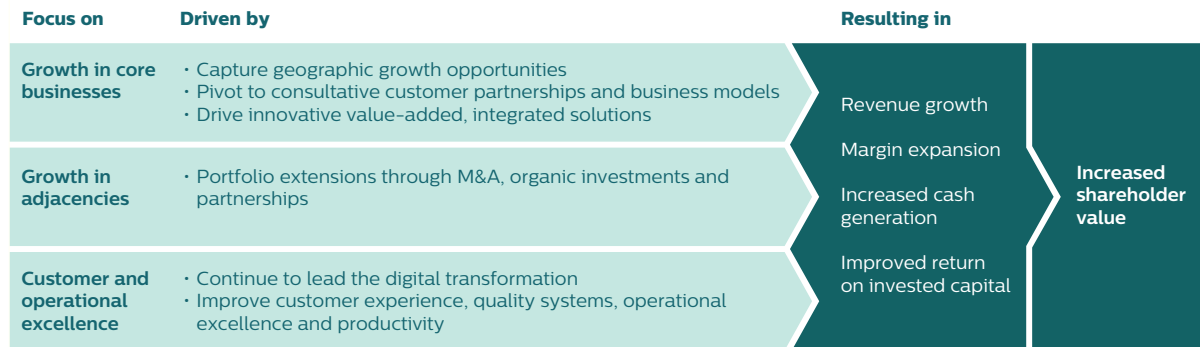 Focus on
Driven by
Resulting in
Growth in core
businesses
· Capture geographic growth opportunities
· Pivot to consultative customer partnerships and business models
· Drive innovative value-added, integrated solutions
Growth in
adjacencies
· Portfolio extensions through M&A, organic investments and
partnerships
Customer and
operational
excellence
· Continue to lead the digital transformation
· Improve customer experience, quality systems, operational
excellence and productivity
Revenue growth
Margin expansion
Increased cash
generation
Improved return
on invested capital
Increased
shareholder
value